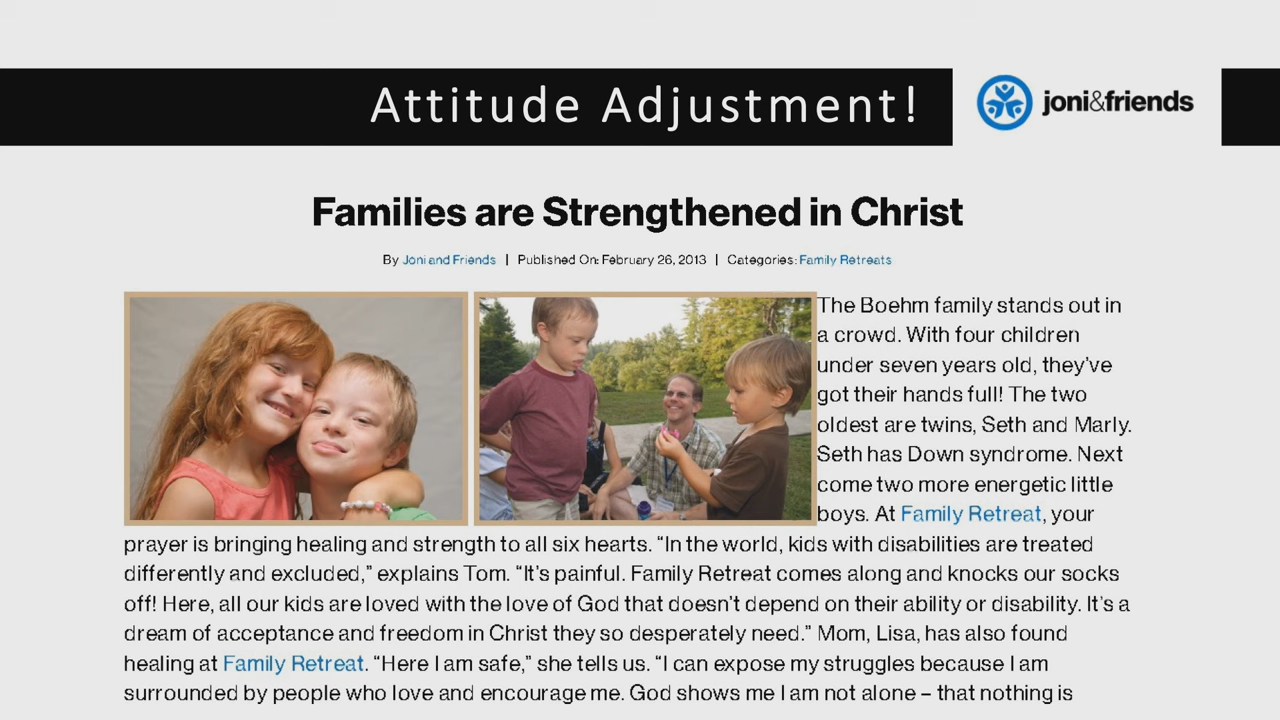 Attitude Adjustment!
joni&friends
Families are Strengthened in Christ
By Joni and Friends | Published On: February 26, 2013 | Categories: Family Retreats
The Boehm family stands out in
a crowd. With four children
under seven years old, they've
got their hands full! The two
oldest are twins, Seth and Marly.
Seth has Down syndrome. Next
come two more energetic little
boys. At Family Retreat, your
prayer is bringing healing and strength to all six hearts. “In the world, kids with disabilities are treated
differently and excluded,” explains Tom. “It's painful. Family Retreat comes along and knocks our socks
off! Here, all our kids are loved with the love of God that doesn't depend on their ability or disability. It's a
dream of acceptance and freedom in Christ they so desperately need.” Mom, Lisa, has also found
healing at Family Retreat. “Here I am safe,” she tells us. “I can expose my struggles because I am
surrounded by people who love and encourage me. God shows me I am not alone – that nothing is